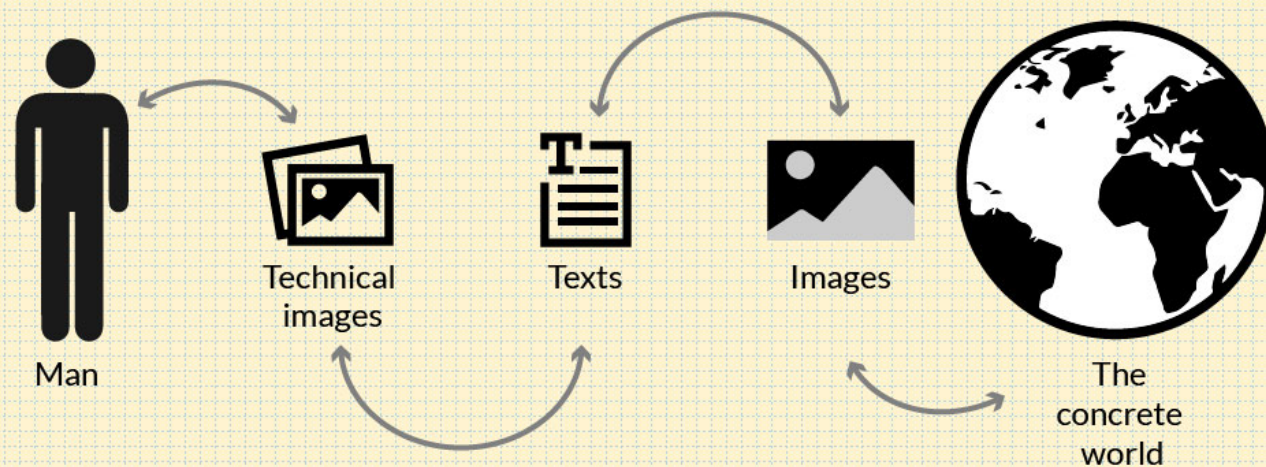 Man
Technical
images
T
Texts
Images
The
concrete
world